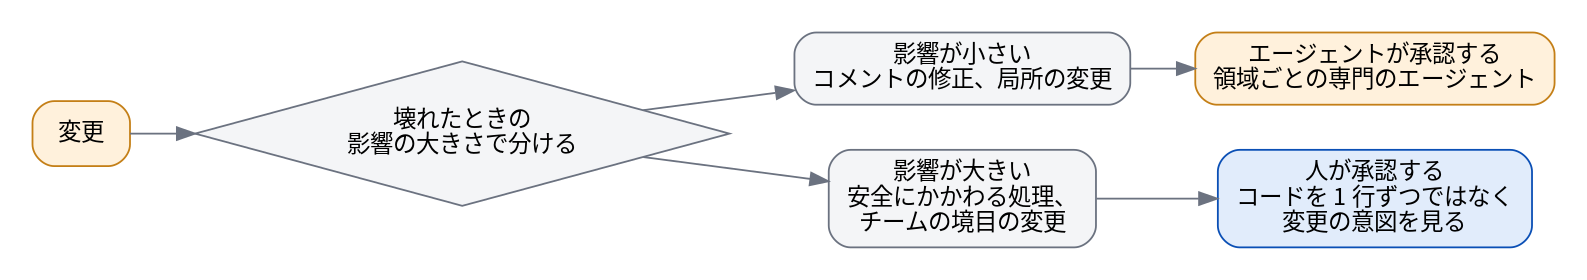 変更
壊れたときの
影響の大きさで分ける
影響が小さい
コメントの修正、局所の変更
エージェントが承認する
領域ごとの専門のエージェント
影響が大きい
安全にかかわる処理、
チームの境目の変更
人が承認する
コードを 1 行ずつではなく
変更の意図を見る